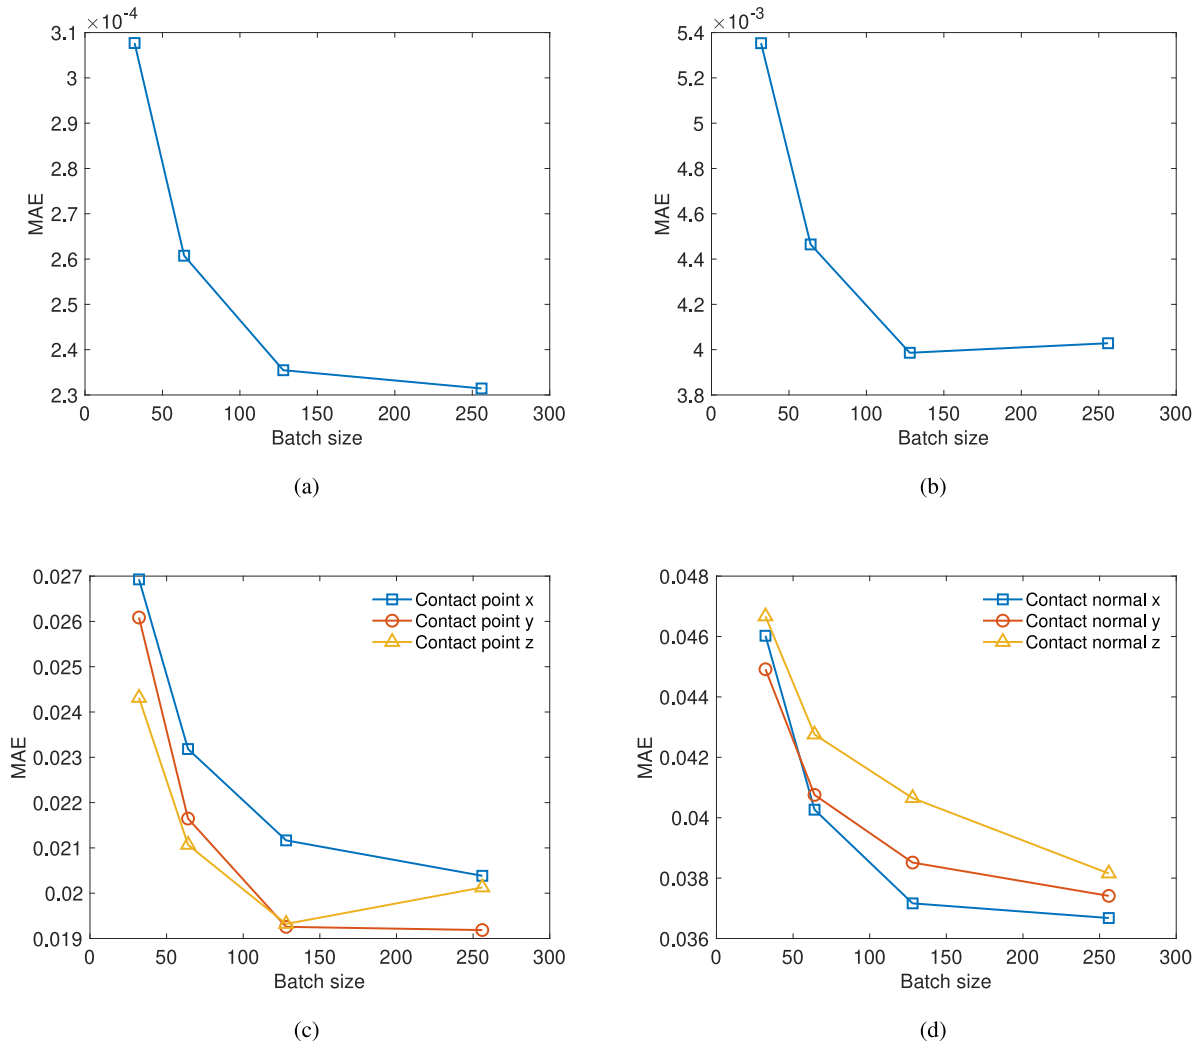 ×10⁻⁴
3.1
3
2.9
2.8
2.7
2.6
2.5
2.4
2.3
MAE
0 50 100 150 200 250 300
Batch size
(a)
×10⁻³
5.4
5.2
5
4.8
4.6
4.4
4.2
4
3.8
MAE
0 50 100 150 200 250 300
Batch size
(b)
0.027
0.026
0.025
0.024
0.023
0.022
0.021
0.02
0.019
MAE
Contact point x
Contact point y
Contact point z
0 50 100 150 200 250 300
Batch size
(c)
0.048
0.046
0.044
0.042
0.04
0.038
0.036
MAE
Contact normal x
Contact normal y
Contact normal z
0 50 100 150 200 250 300
Batch size
(d)